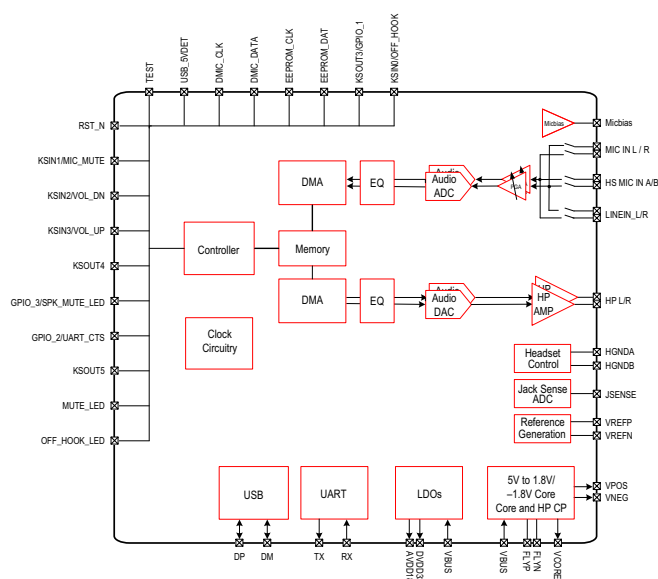 TEST
USB_5VDET
DMIC_CLK
DMIC_DATA
EEPROM_CLK
EEPROM_DAT
KSOUT3/GPIO_1
KSIN0/OFF_HOOK
RST_N
KSIN1/MIC_MUTE
KSIN2/VOL_DN
KSIN3/VOL_UP
KSOUT4
GPIO_3/SPK_MUTE_LED
GPIO_2/UART_CTS
KSOUT5
MUTE_LED
OFF_HOOK_LED
Controller
Clock
Circuitry
DMA
Memory
DMA
EQ
EQ
Audio
Audio
ADC
PGA
Audio
Audio
DAC
HP
HP
AMP
Micbias
Micbias
MIC IN L / R
HS MIC IN A/B
LINEIN_L/R
HP L/R
Headset
Control
HGNDA
HGNDB
Jack Sense
ADC
JSENSE
Reference
Generation
VREFP
VREFN
USB
UART
LDOs
5V to 1.8V/
–1.8V Core
Core and HP CP
VPOS
VNEG
DP
DM
TX
RX
DVDD3
VBUS
VBUS
FLYP
FLYN
VCORE